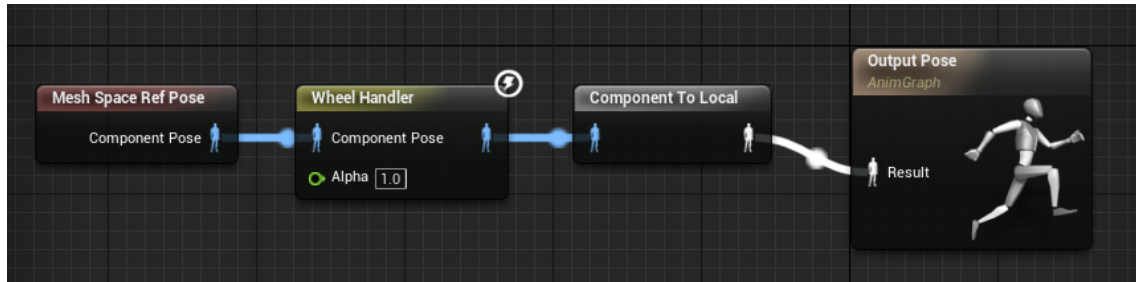 Mesh Space Ref Pose
Component Pose
Wheel Handler
Component Pose
Alpha 1.0
Component To Local
Output Pose
AnimGraph
Result